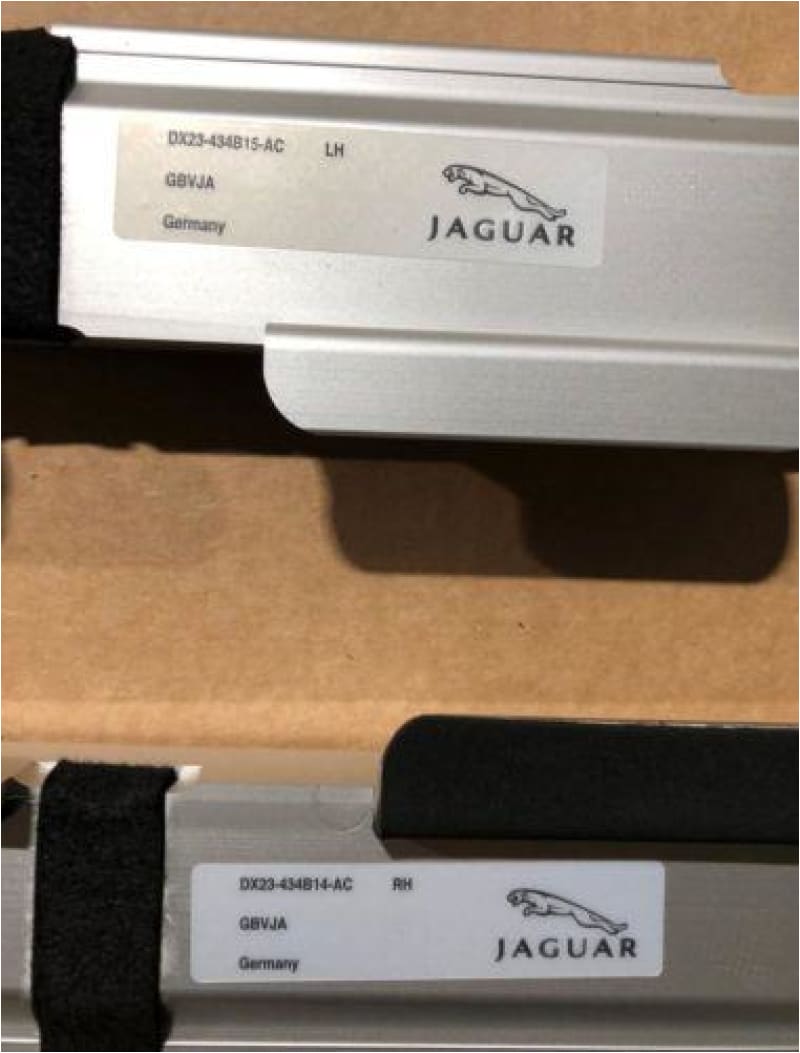 DX23-434B15-AC LH
GBVJA
Germany
JAGUAR
DX23-434B14-AC RH
GBVJA
Germany
JAGUAR